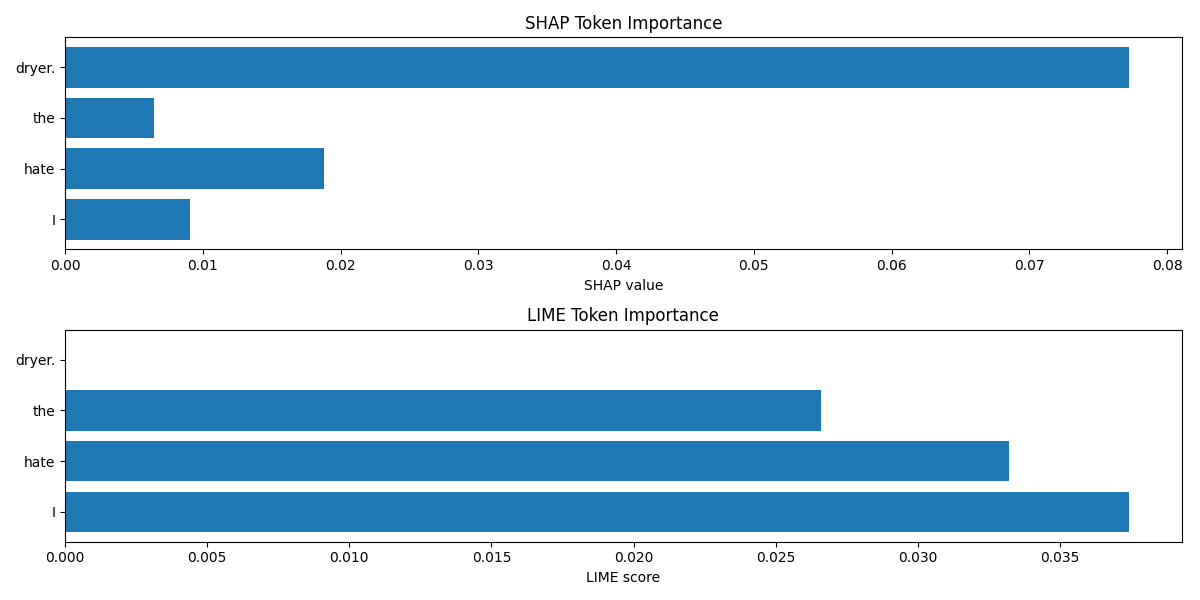 SHAP Token Importance
dryer.
the
hate
I
0.00 0.01 0.02 0.03 0.04 0.05 0.06 0.07 0.08
SHAP value
LIME Token Importance
dryer.
the
hate
I
0.000 0.005 0.010 0.015 0.020 0.025 0.030 0.035
LIME score